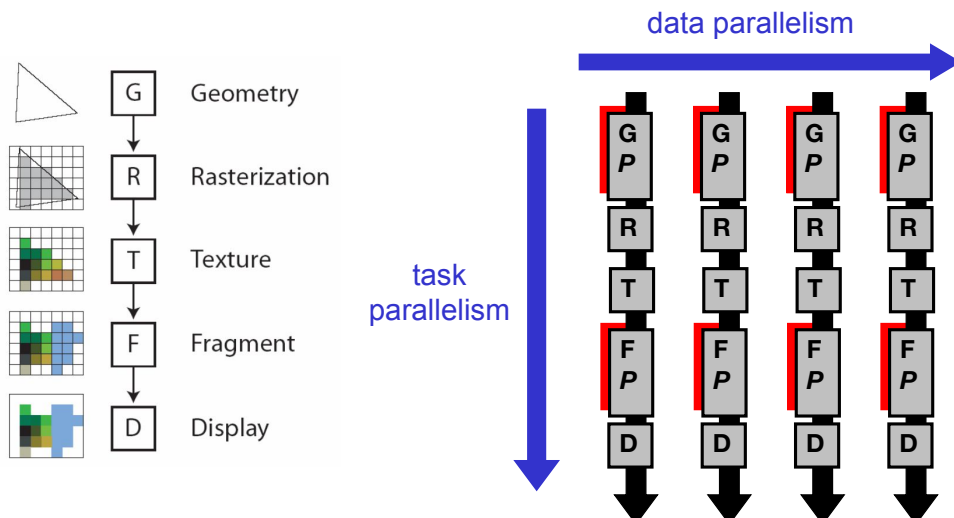 data parallelism
G Geometry
R Rasterization
T Texture
F Fragment
D Display
task
parallelism
G G G G
P P P P
R R R R
T T T T
F F F F
P P P P
D D D D